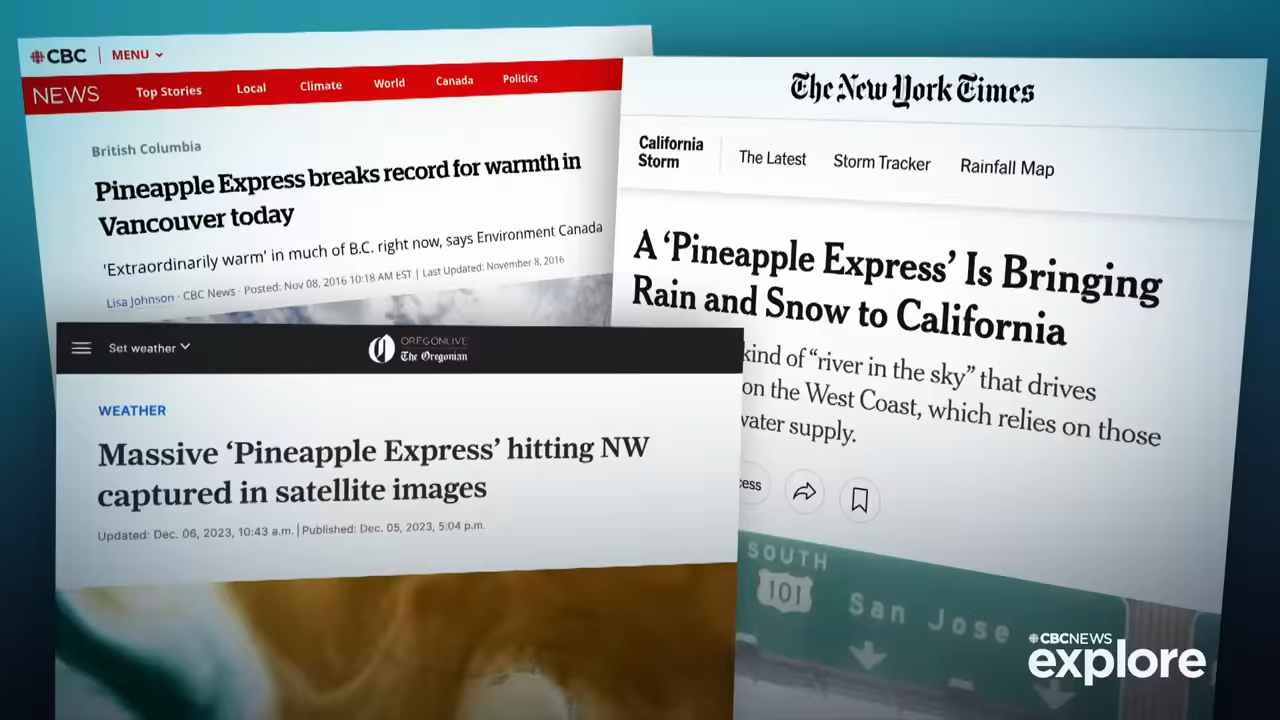 CBC MENU
NEWS Top Stories Local Climate World Canada Politics
British Columbia
Pineapple Express breaks record for warmth in
Vancouver today
'Extraordinarily warm' in much of B.C. right now, says Environment Canada
Lisa Johnson · CBC News · Posted: Nov 08, 2016 10:18 AM EST | Last Updated: November 8, 2016
The New York Times
California
Storm
The Latest Storm Tracker Rainfall Map
A ‘Pineapple Express’ Is Bringing
Rain and Snow to California
kind of “river in the sky” that drives
on the West Coast, which relies on those
water supply.
SOUTH
101
San Jose
Set weather OREGONLIVE
The Oregonian
WEATHER
Massive ‘Pineapple Express’ hitting NW
captured in satellite images
Updated: Dec. 06, 2023, 10:43 a.m. | Published: Dec. 05, 2023, 5:04 p.m.
CBCNEWS
explore